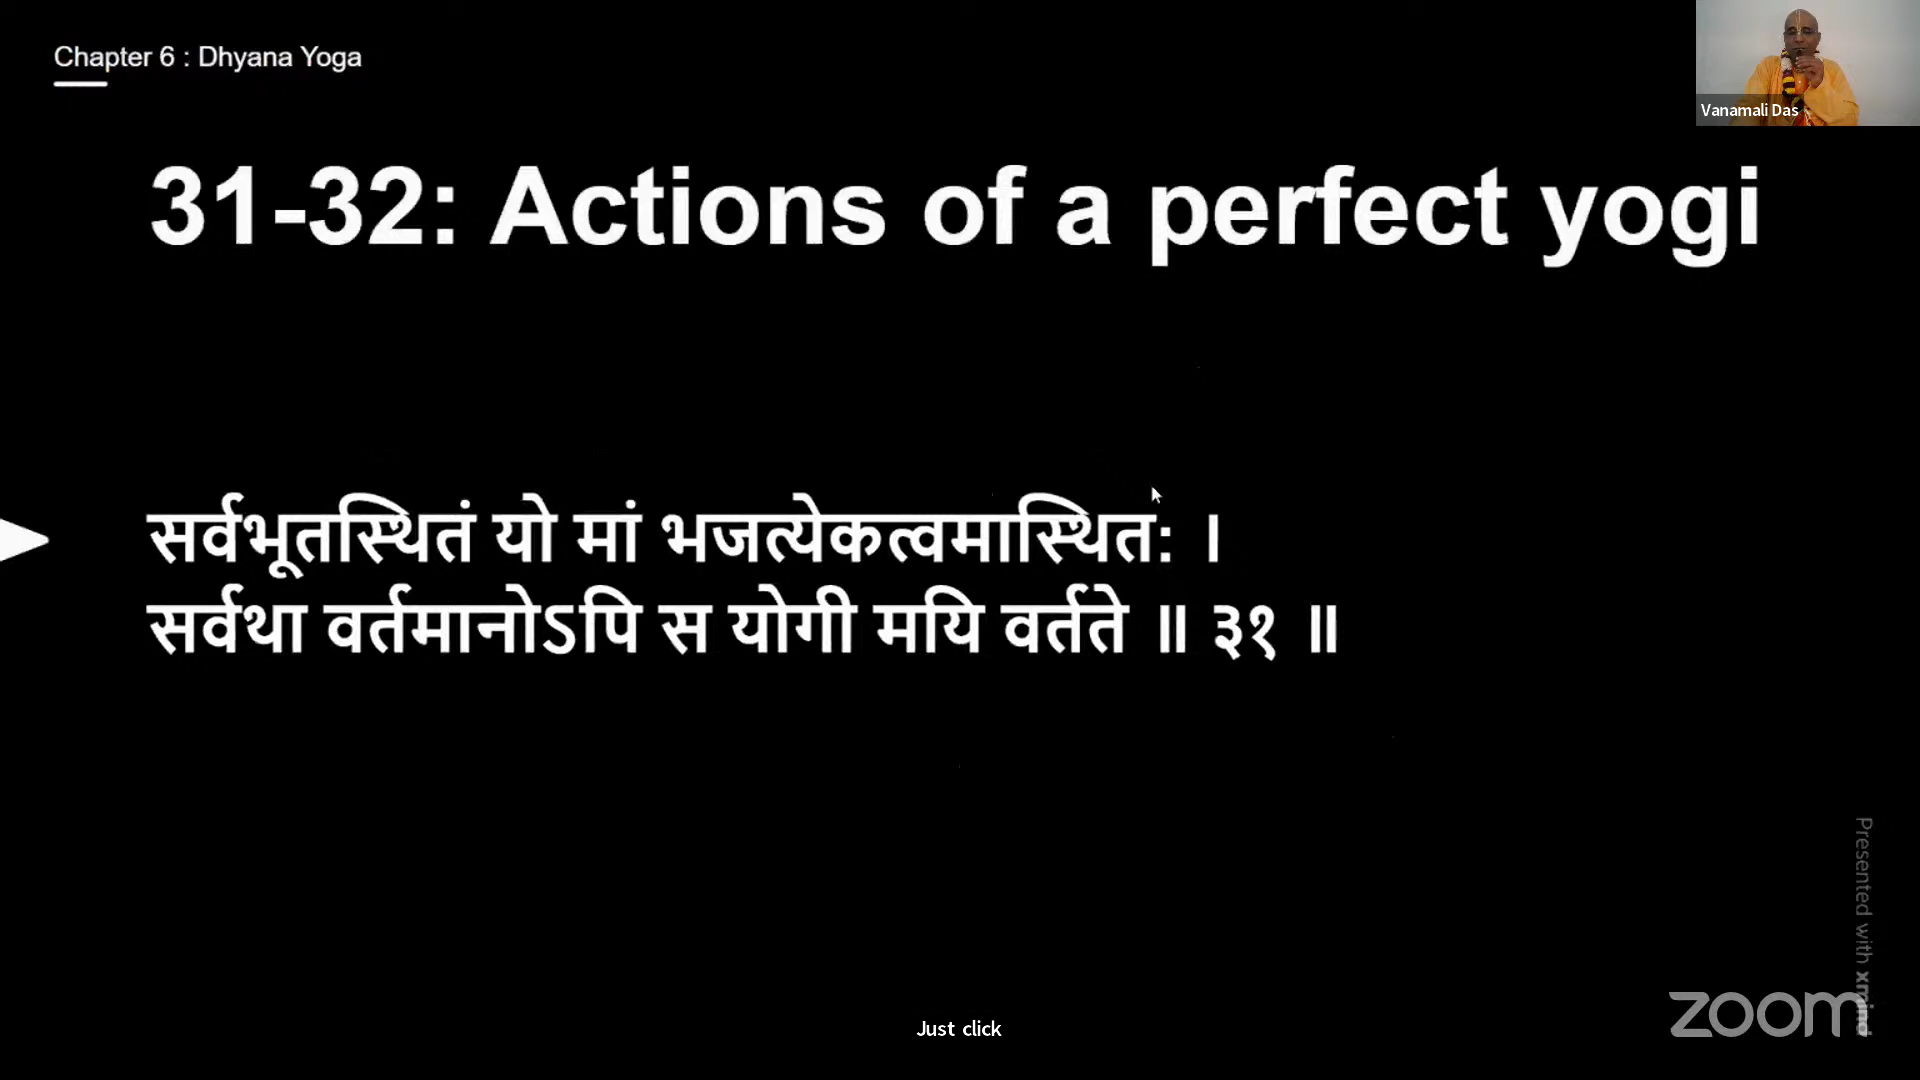 Chapter 6 : Dhyana Yoga
Vanamali Das
31-32: Actions of a perfect yogi
सर्वभूतस्थितं यो मां भजत्येकत्वमास्थितः ।
सर्वथा वर्तमानोऽपि स योगी मयि वर्तते ॥ ३१ ॥
Presented with xmind
zoom
Just click